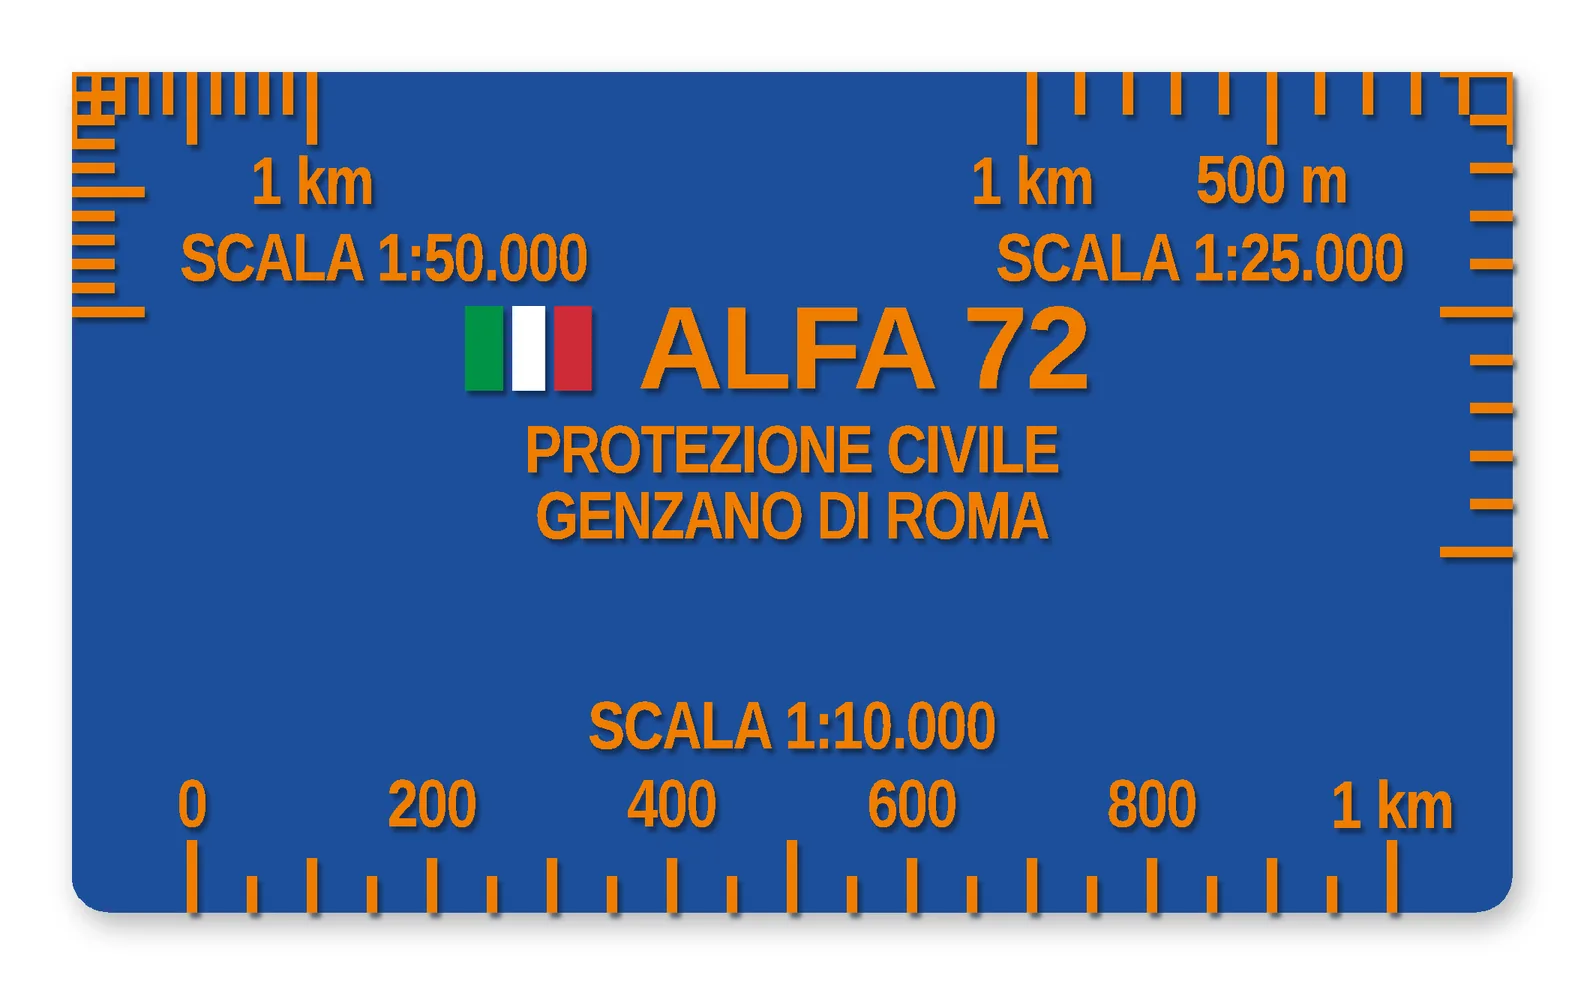 1 km
1 km 500 m
SCALA 1:50.000
SCALA 1:25.000
ALFA 72
PROTEZIONE CIVILE
GENZANO DI ROMA
SCALA 1:10.000
0 200 400 600 800 1 km